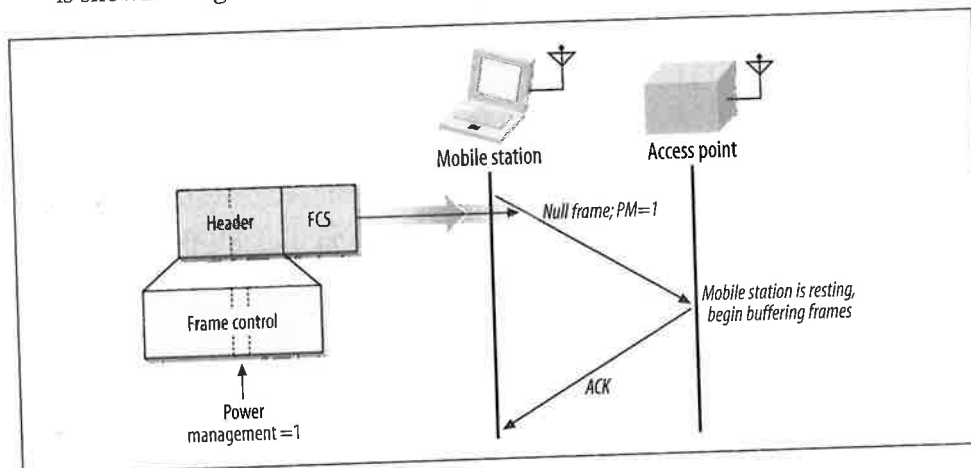 Mobile station
Access point
Header
FCS
Null frame; PM=1
Mobile station is resting,
begin buffering frames
Frame control
ACK
Power
management=1